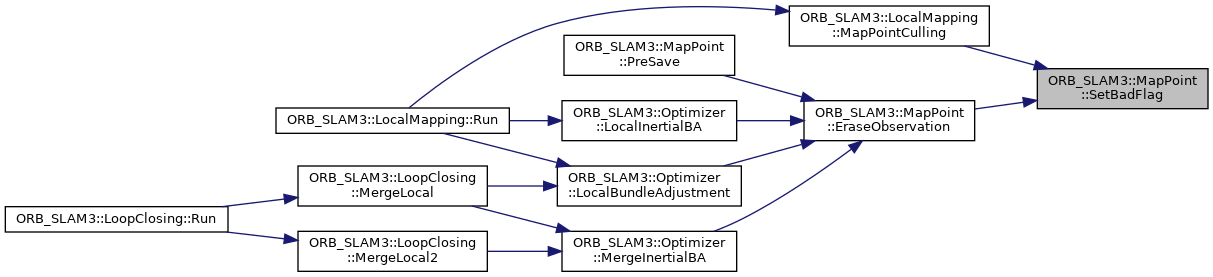 ORB_SLAM3::LocalMapping
::MapPointCulling
ORB_SLAM3::MapPoint
::PreSave
ORB_SLAM3::MapPoint
::SetBadFlag
ORB_SLAM3::LocalMapping::Run
ORB_SLAM3::Optimizer
::LocalInertialBA
ORB_SLAM3::MapPoint
::EraseObservation
ORB_SLAM3::LoopClosing
::MergeLocal
ORB_SLAM3::Optimizer
::LocalBundleAdjustment
ORB_SLAM3::LoopClosing::Run
ORB_SLAM3::LoopClosing
::MergeLocal2
ORB_SLAM3::Optimizer
::MergeInertialBA